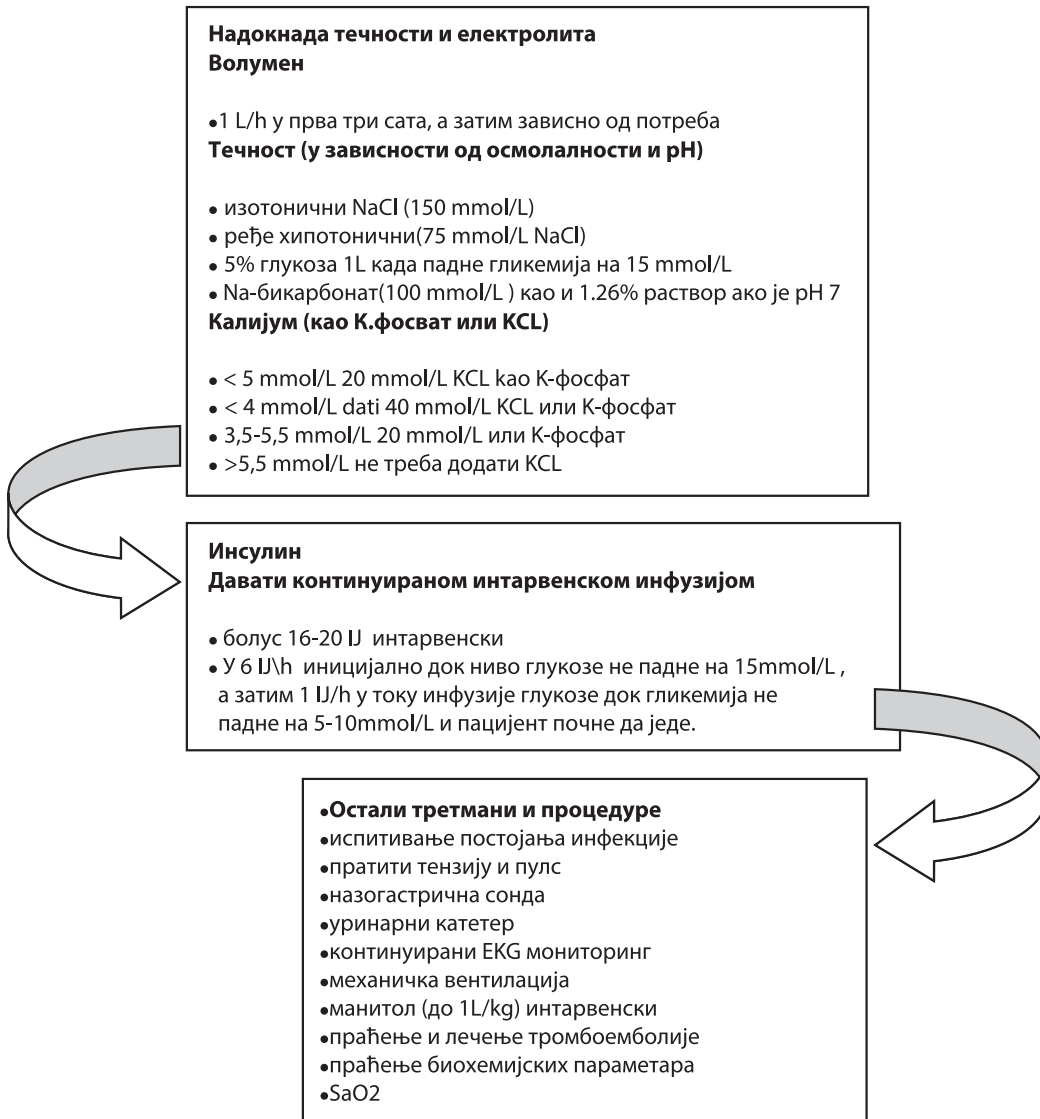 Надокнада течности и електролита
Волумен
•1 L/h у прва три сата, а затим зависно од потреба
Течност (у зависности од осмолалности и pH)
• изотонични NaCl (150 mmol/L)
• ређе хипотонични(75 mmol/L NaCl)
• 5% глукоза 1L када падне гликемија на 15 mmol/L
• Na-бикарбонат(100 mmol/L ) као и 1.26% раствор ако је pH 7
Калијум (као К.фосват или KCL)
• < 5 mmol/L 20 mmol/L KCL kao К-фосфат
• < 4 mmol/L dati 40 mmol/L KCL или К-фосфат
• 3,5-5,5 mmol/L 20 mmol/L или К-фосфат
• >5,5 mmol/L не треба додати KCL
Инсулин
Давати континуираном интарвенском инфузијом
• болус 16-20 IJ интарвенски
• У 6 IJ\h иницијално док ниво глукозе не падне на 15mmol/L ,
а затим 1 IJ/h у току инфузије глукозе док гликемија не
падне на 5-10mmol/L и пацијент почне да једе.
•Остали третмани и процедуре
•испитивање постојања инфекције
•пратити тензију и пулс
•назогастрична сонда
•уринарни катетер
•континуирани EKG мониторинг
•механичка вентилација
•манитол (до 1L/kg) интарвенски
•праћење и лечење тромбоемболије
•праћење биохемијских параметара
•SaO2